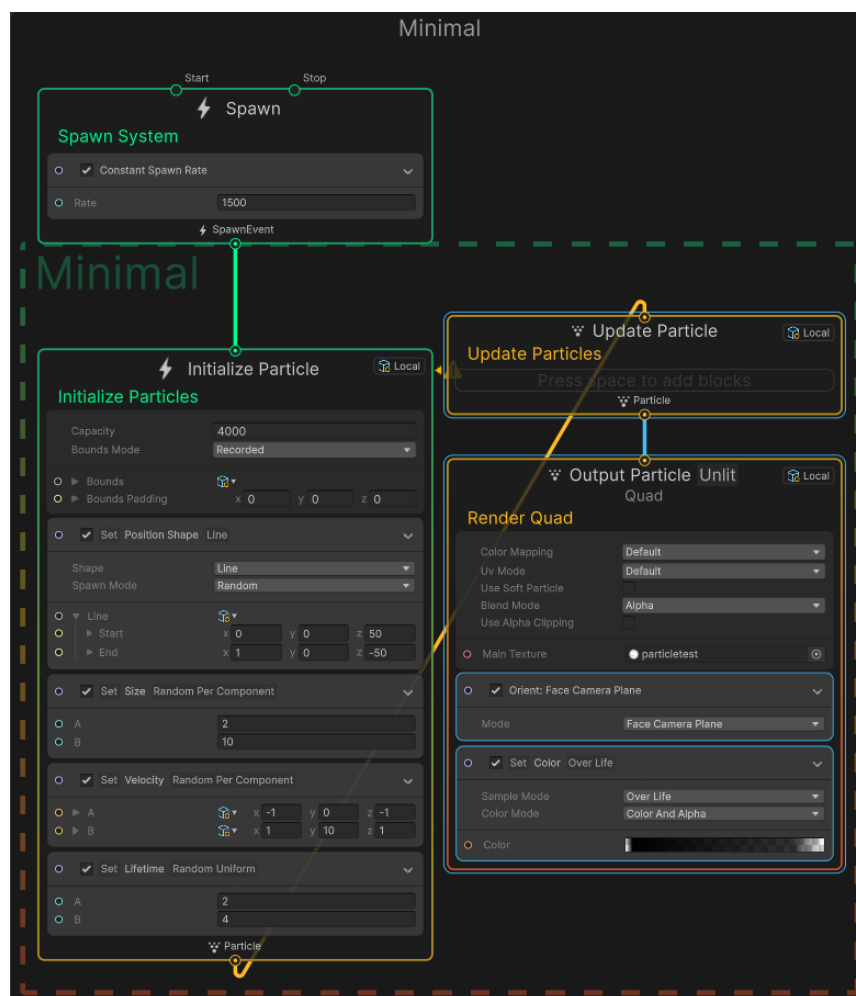 Minimal
Start Stop
Spawn
Spawn System
Constant Spawn Rate
Rate 1500
SpawnEvent
Minimal
Initialize Particle Local
Initialize Particles
Capacity 4000
Bounds Mode Recorded
Bounds
Bounds Padding x 0 y 0 z 0
Set Position Shape Line
Shape Line
Spawn Mode Random
Line
Start x 0 y 0 z 50
End x 1 y 0 z -50
Set Size Random Per Component
A 2
B 10
Set Velocity Random Per Component
A x -1 y 0 z -1
B x 1 y 10 z 1
Set Lifetime Random Uniform
A 2
B 4
Particle
Update Particle Local
Update Particles
Press space to add blocks
Particle
Output Particle Unlit Local
Quad
Render Quad
Color Mapping Default
Uv Mode Default
Use Soft Particle
Blend Mode Alpha
Use Alpha Clipping
Main Texture particletest
Orient: Face Camera Plane
Mode Face Camera Plane
Set Color Over Life
Sample Mode Over Life
Color Mode Color And Alpha
Color